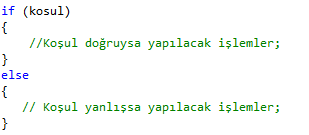 if (kosul)
{
//Koşul doğruysa yapılacak işlemler;
}
else
{
// Koşul yanlışsa yapılacak işlemler;
}